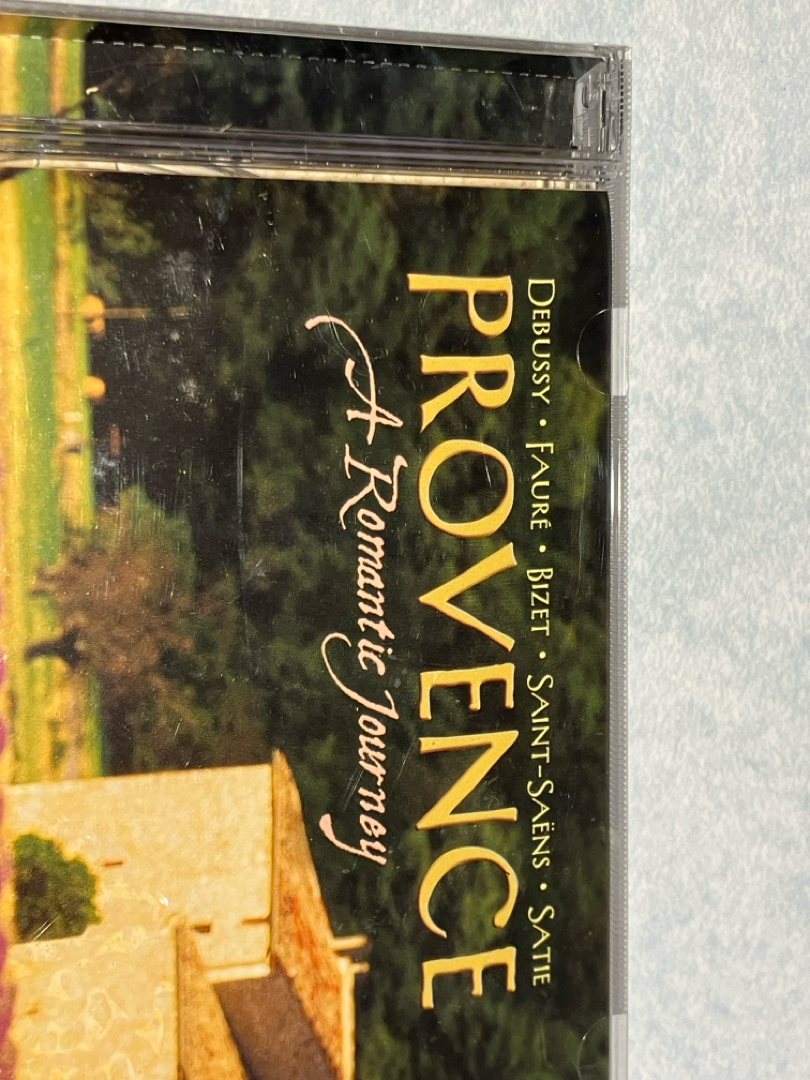 DEBUSSY • FAURÉ • BIZET • SAINT-SAËNS • SATIE
PROVENCE
A Romantic Journey